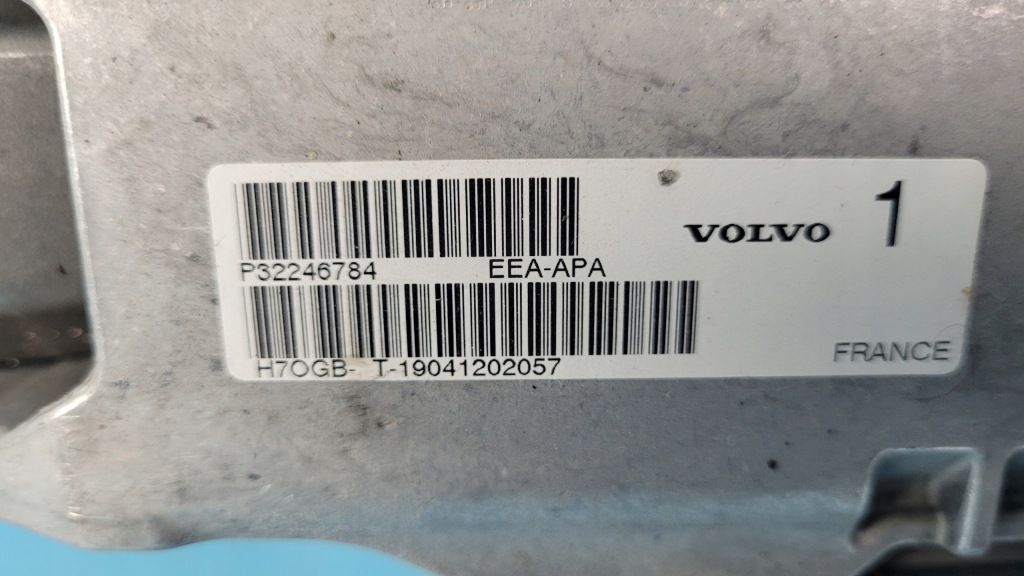 VOLVO 1
P32246784 EEA-APA
FRANCE
H7OGB- T-19041202057